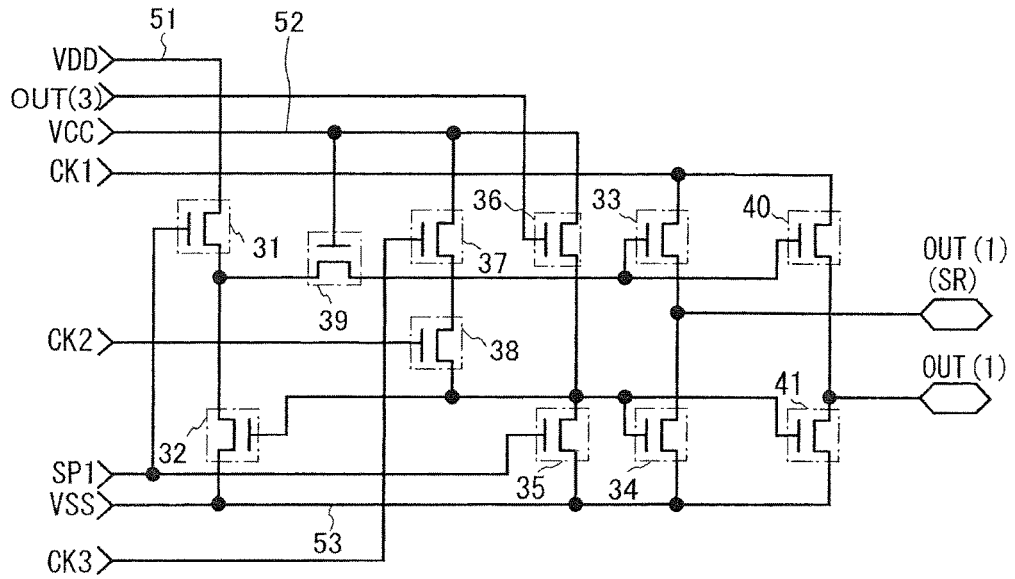 51
52
VDD
OUT(3)
VCC
CK1
36
33
40
31
37
39
OUT (1)
(SR)
CK2
38
OUT (1)
41
32
SP1
35
34
VSS
53
CK3